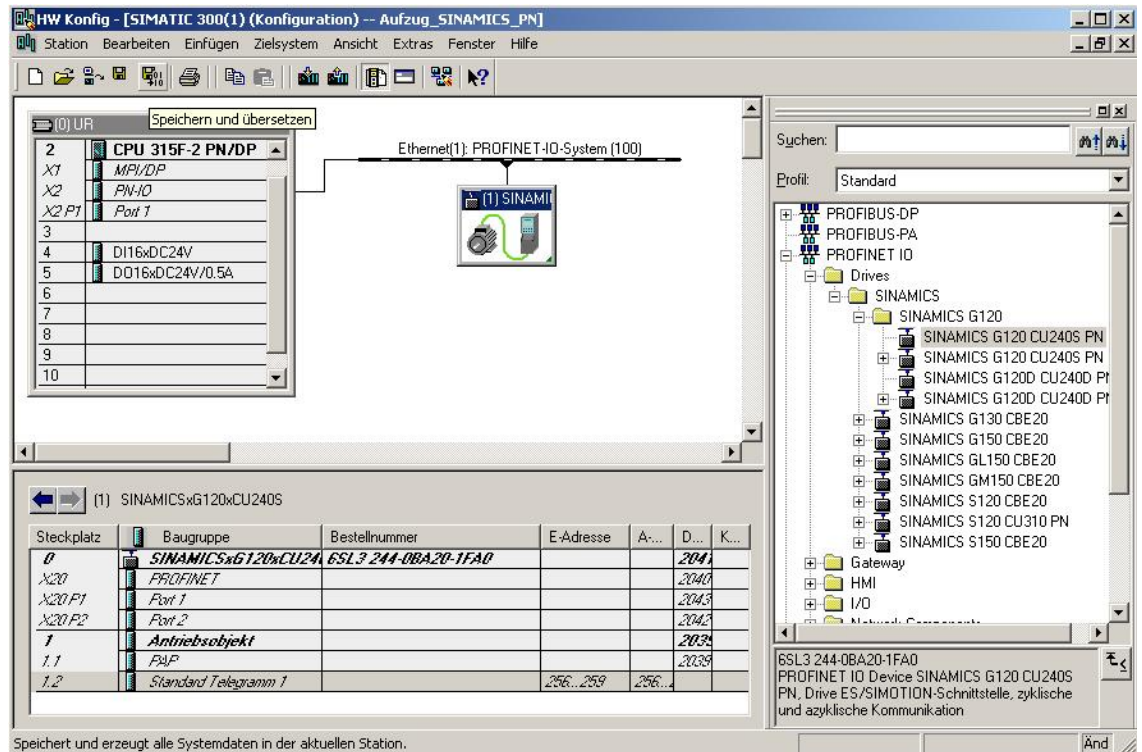 HW Konfig - [SIMATIC 300(1) (Konfiguration) -- Aufzug_SINAMICS_PN]
Station Bearbeiten Einfügen Zielsystem Ansicht Extras Fenster Hilfe
Speichern und übersetzen
(0) UR
2 CPU 315F-2 PN/DP
X1 MPI/DP
X2 PN-IO
X2 P1 Port 1
3
4 DI16xDC24V
5 DO16xDC24V/0.5A
6
7
8
9
10
Ethernet(1): PROFINET-IO-System (100)
(1) SINAMI
Suchen:
Profil: Standard
PROFIBUS-DP
PROFIBUS-PA
PROFINET IO
Drives
SINAMICS
SINAMICS G120
SINAMICS G120 CU240S PN
SINAMICS G120 CU240S PN
SINAMICS G120D CU240D PN
SINAMICS G120D CU240D PN
SINAMICS G130 CBE20
SINAMICS G150 CBE20
SINAMICS GL150 CBE20
SINAMICS GM150 CBE20
SINAMICS S120 CBE20
SINAMICS S120 CU310 PN
SINAMICS S150 CBE20
Gateway
HMI
I/O
Network Components
6SL3 244-0BA20-1FA0
PROFINET IO Device SINAMICS G120 CU240S
PN, Drive ES/SIMOTION-Schnittstelle, zyklische
und azyklische Kommunikation
(1) SINAMICSxG120xCU240S
Steckplatz Baugruppe Bestellnummer E-Adresse A-... D... K...
0 SINAMICSxG120xCU24 6SL3 244-0BA20-1FA0 2041
X20 PROFINET 2040
X20 P1 Port 1 2043
X20 P2 Port 2 2042
1 Antriebsobjekt 2039
1.1 PAP 2039
1.2 Standard Telegramm 1 256...259 256...
Speichert und erzeugt alle Systemdaten in der aktuellen Station.
Änd